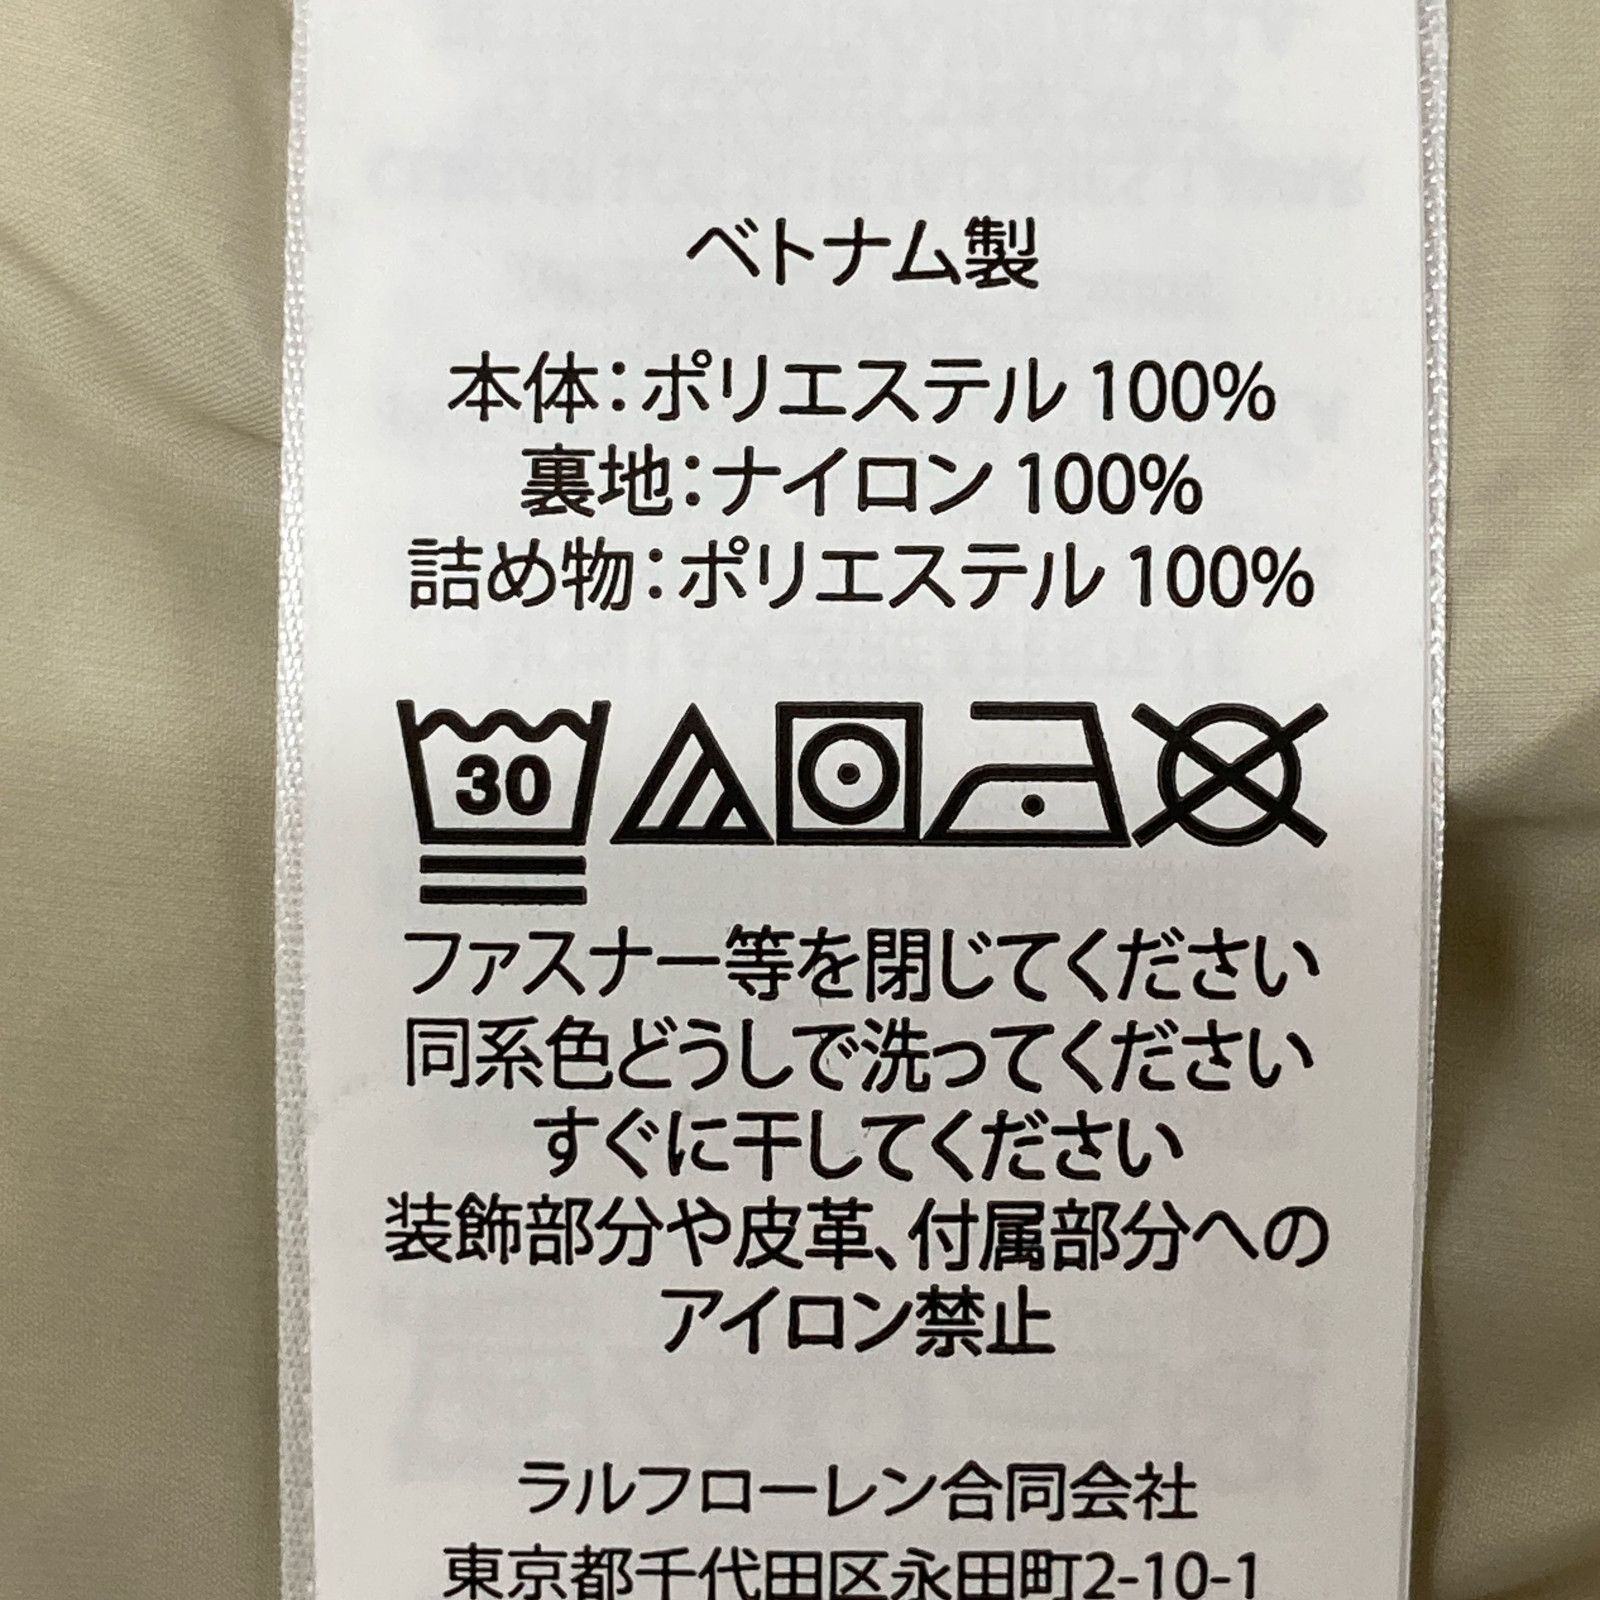 ベトナム製
本体：ポリエステル 100%
裏地：ナイロン 100%
詰め物：ポリエステル 100%
30
ファスナー等を閉じてください
同系色どうしで洗ってください
すぐに干してください
装飾部分や皮革、付属部分への
アイロン禁止
ラルフローレン合同会社
東京都千代田区永田町2-10-1